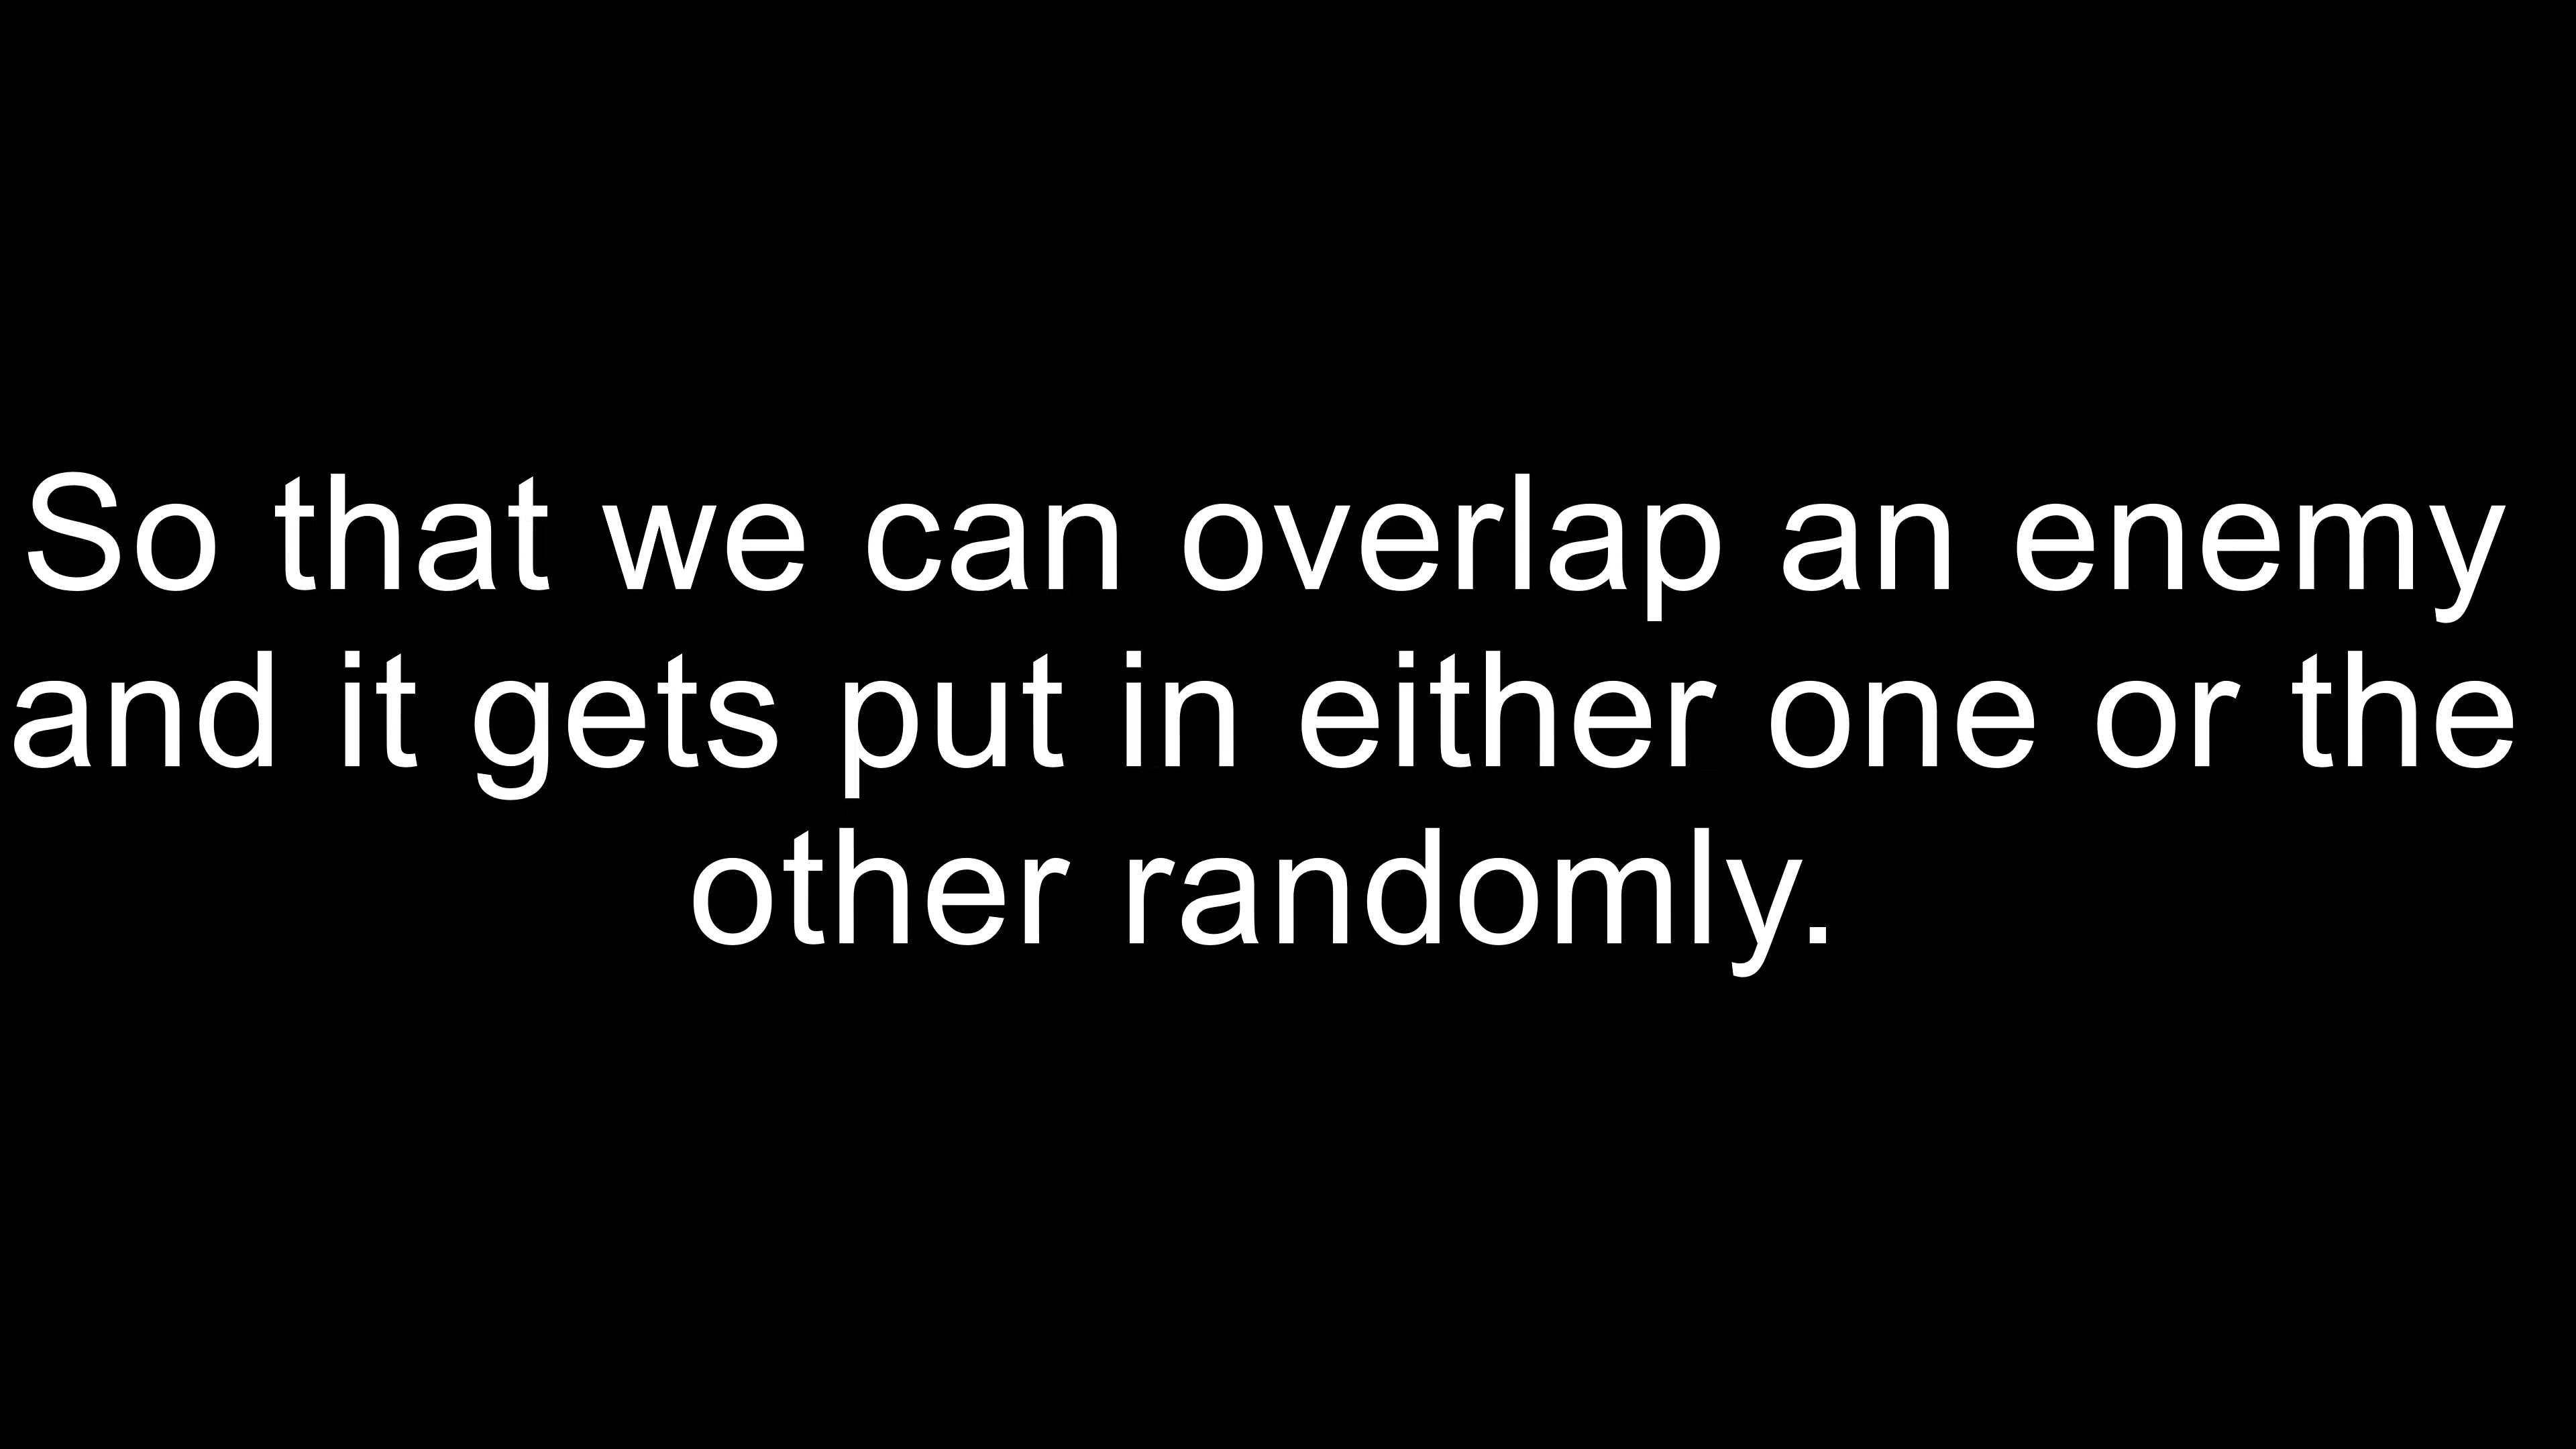 So that we can overlap an enemy
and it gets put in either one or the
other randomly.